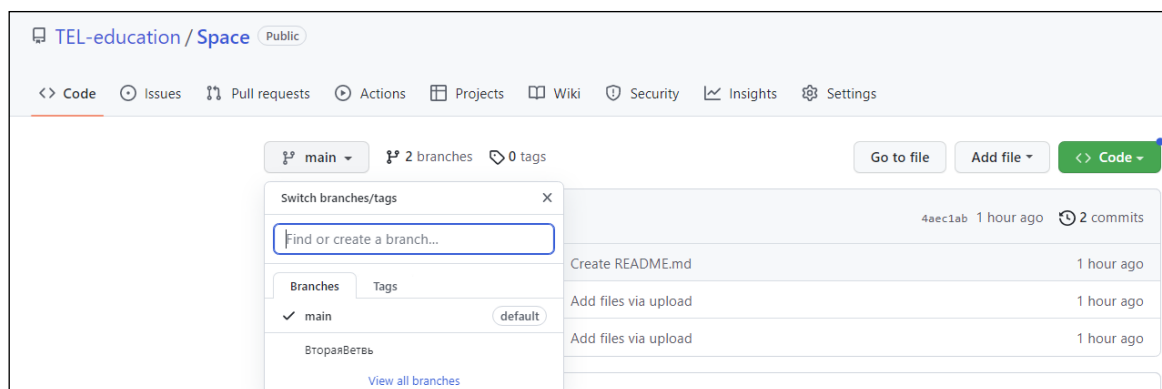 TEL-education / Space Public
Code Issues Pull requests Actions Projects Wiki Security Insights Settings
main 2 branches 0 tags Go to file Add file Code
Switch branches/tags
4aec1ab 1 hour ago 2 commits
Find or create a branch...
Create README.md 1 hour ago
Branches Tags
Add files via upload 1 hour ago
main default
Add files via upload 1 hour ago
ВтораяВетвь
View all branches